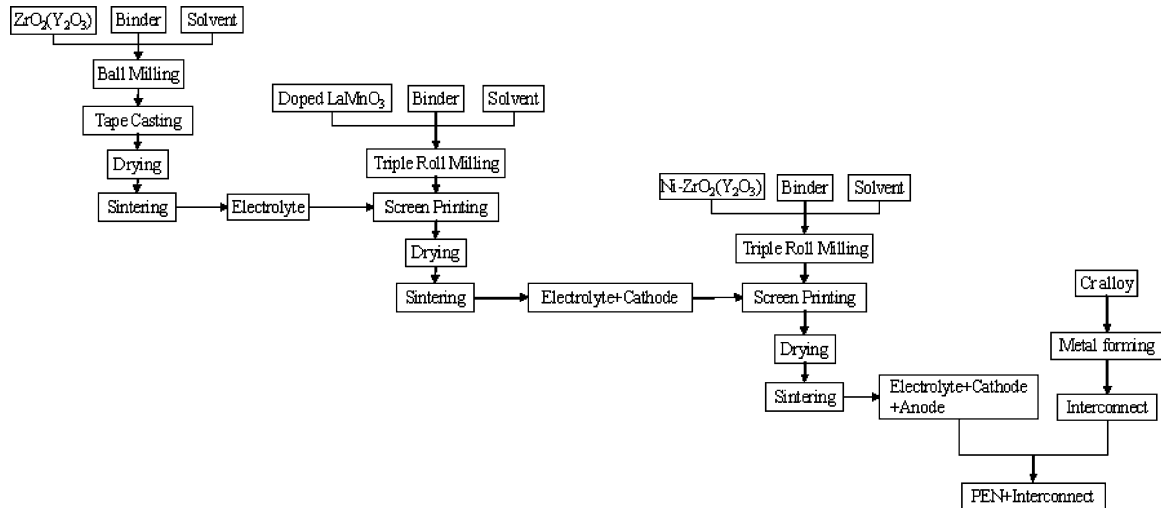 ZrO₂(Y₂O₃) Binder Solvent
Ball Milling
Tape Casting
Drying
Sintering
Electrolyte
Doped LaMnO₃ Binder Solvent
Triple Roll Milling
Screen Printing
Drying
Sintering
Electrolyte+Cathode
Ni-ZrO₂(Y₂O₃) Binder Solvent
Triple Roll Milling
Screen Printing
Drying
Sintering
Electrolyte+Cathode
+Anode
Cr alloy
Metal forming
Interconnect
PEN+Interconnect